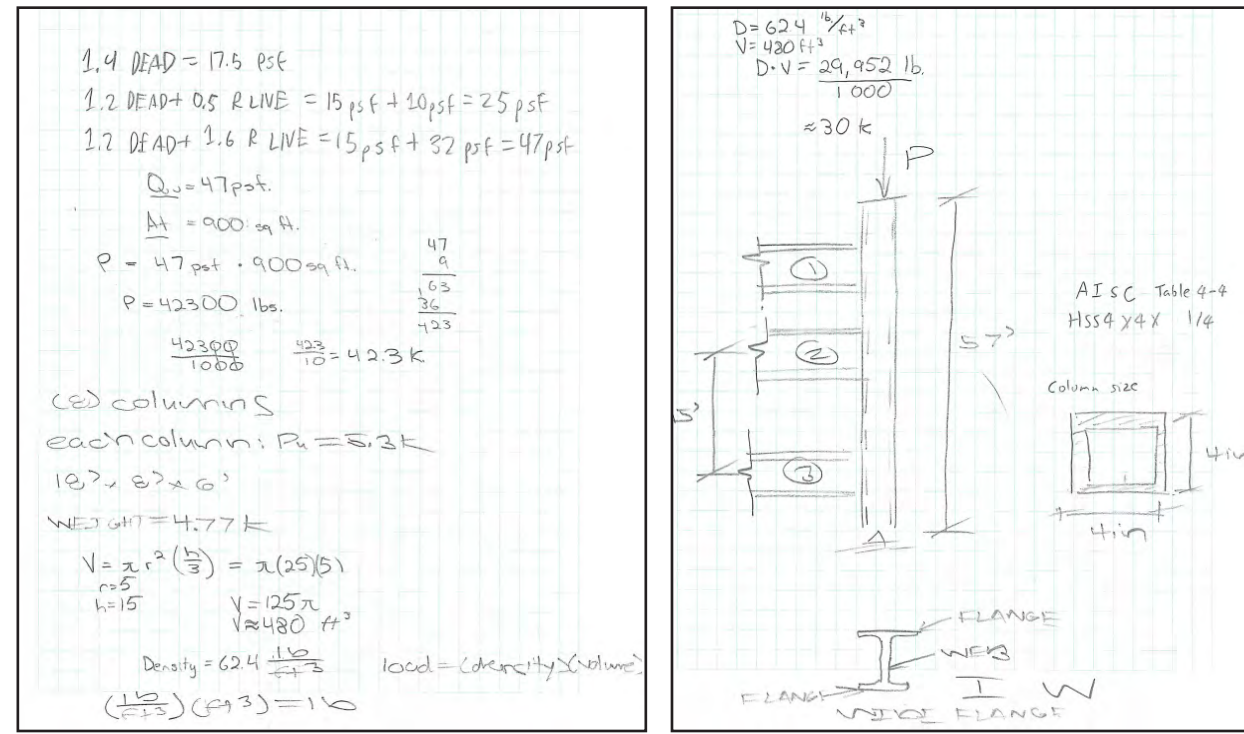 1.4 DEAD = 17.5 PSF
1.2 DEAD + 0.5 R LIVE = 15 psf + 10 psf = 25 psf
1.2 DEAD + 1.6 R LIVE = 15 psf + 32 psf = 47 psf
Qu = 47 psf.
At = 900 sq ft.
P = 47 psf · 900 sq ft.
P = 42300 lbs.
47
9
63
36
423
42300/1000 423/10 = 42.3 K
(8) columns
each column: Pu = 5.3 k
18' x 8' x 6'
WEIGHT = 4.77 k
V = π r² (h/3) = π(25)(5)
r=5
h=15
V = 125π
V ≈ 480 ft³
Density = 62.4 lb/ft³ load = (density)(volume)
(lb/ft3)(ft3) = lb
D = 624 lb/ft³
V = 480 ft³
D·V = 29,952 lb.
1000
≈ 30 k
P
1
2
3
57'
5'
AISC Table 4-4
HSS4 X4X 1/4
Column size
4in
4in
FLANGE
WEB
FLANGE
I W
WIDE FLANGE